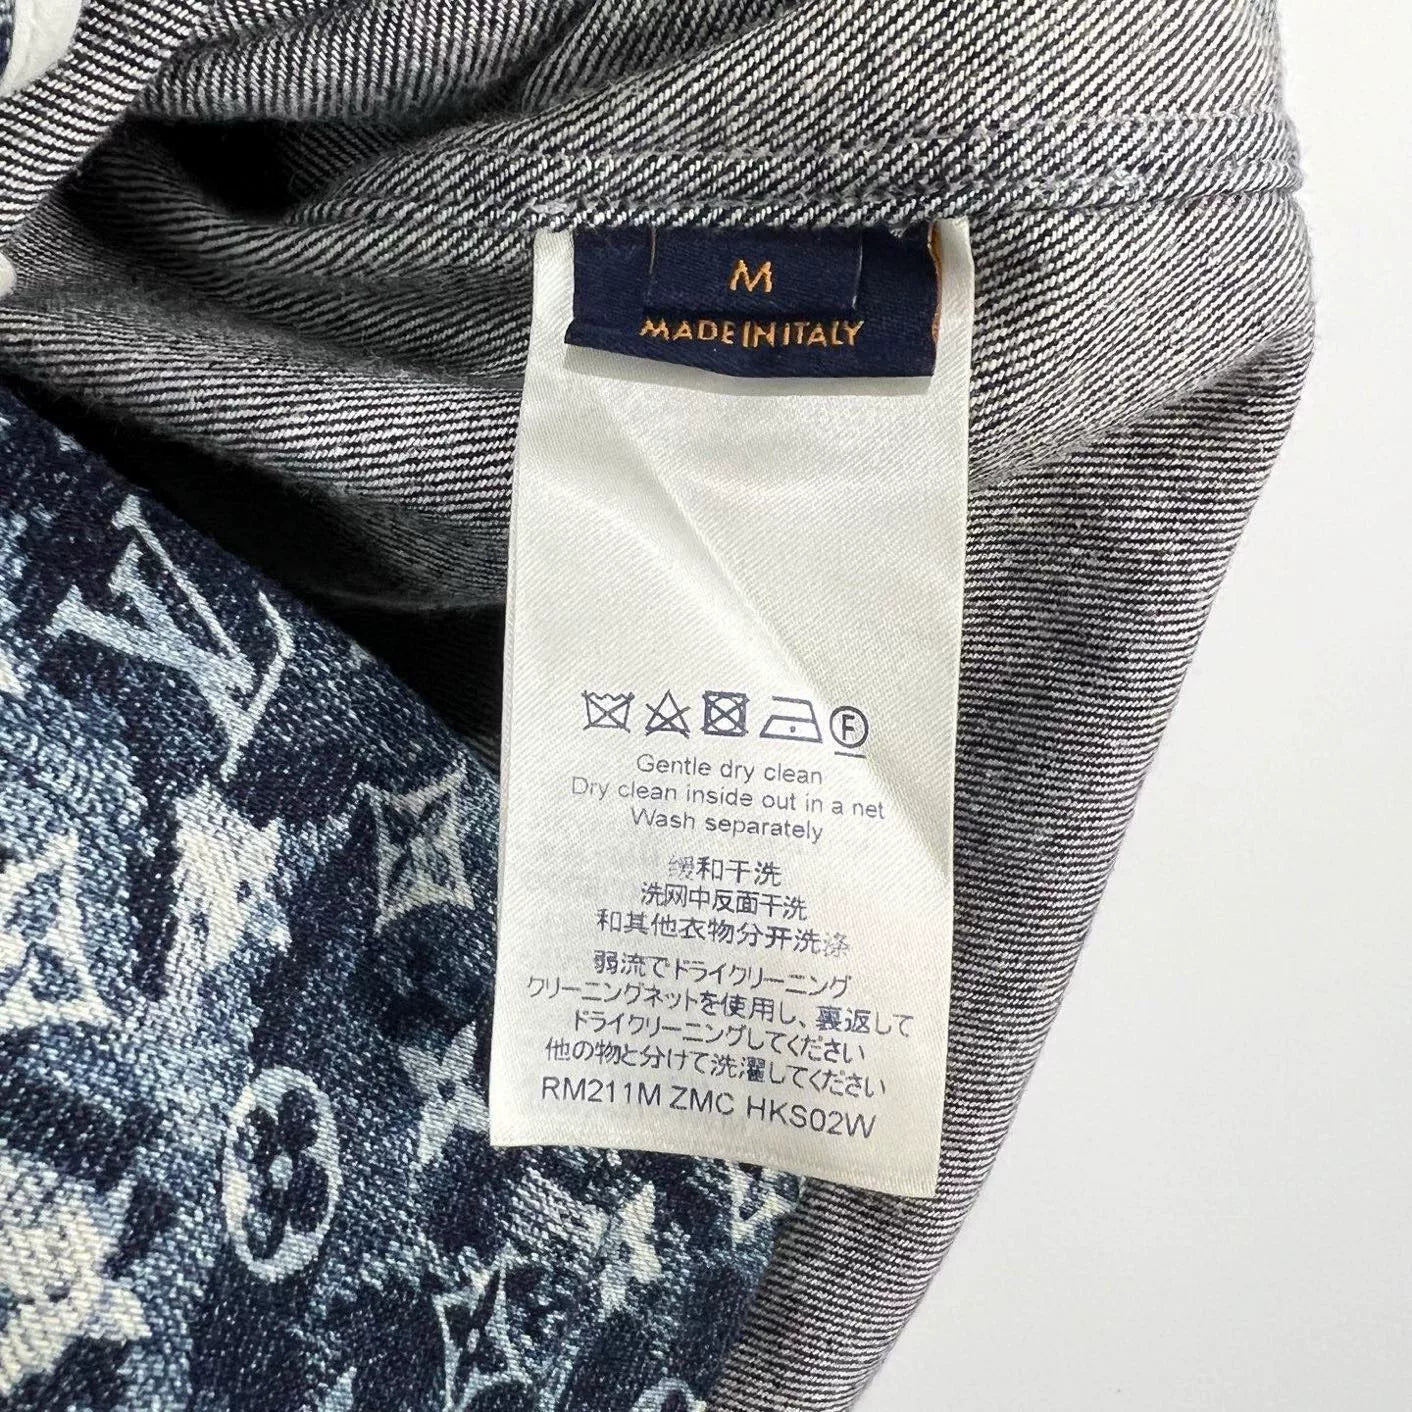 M
MADE IN ITALY
F
Gentle dry clean
Dry clean inside out in a net
Wash separately
缓和干洗
洗网中反面干洗
和其他衣物分开洗涤
弱流でドライクリーニング
クリーニングネットを使用し、裏返して
ドライクリーニングしてください
他の物と分けて洗濯してください
RM211M ZMC HKS02W
LV